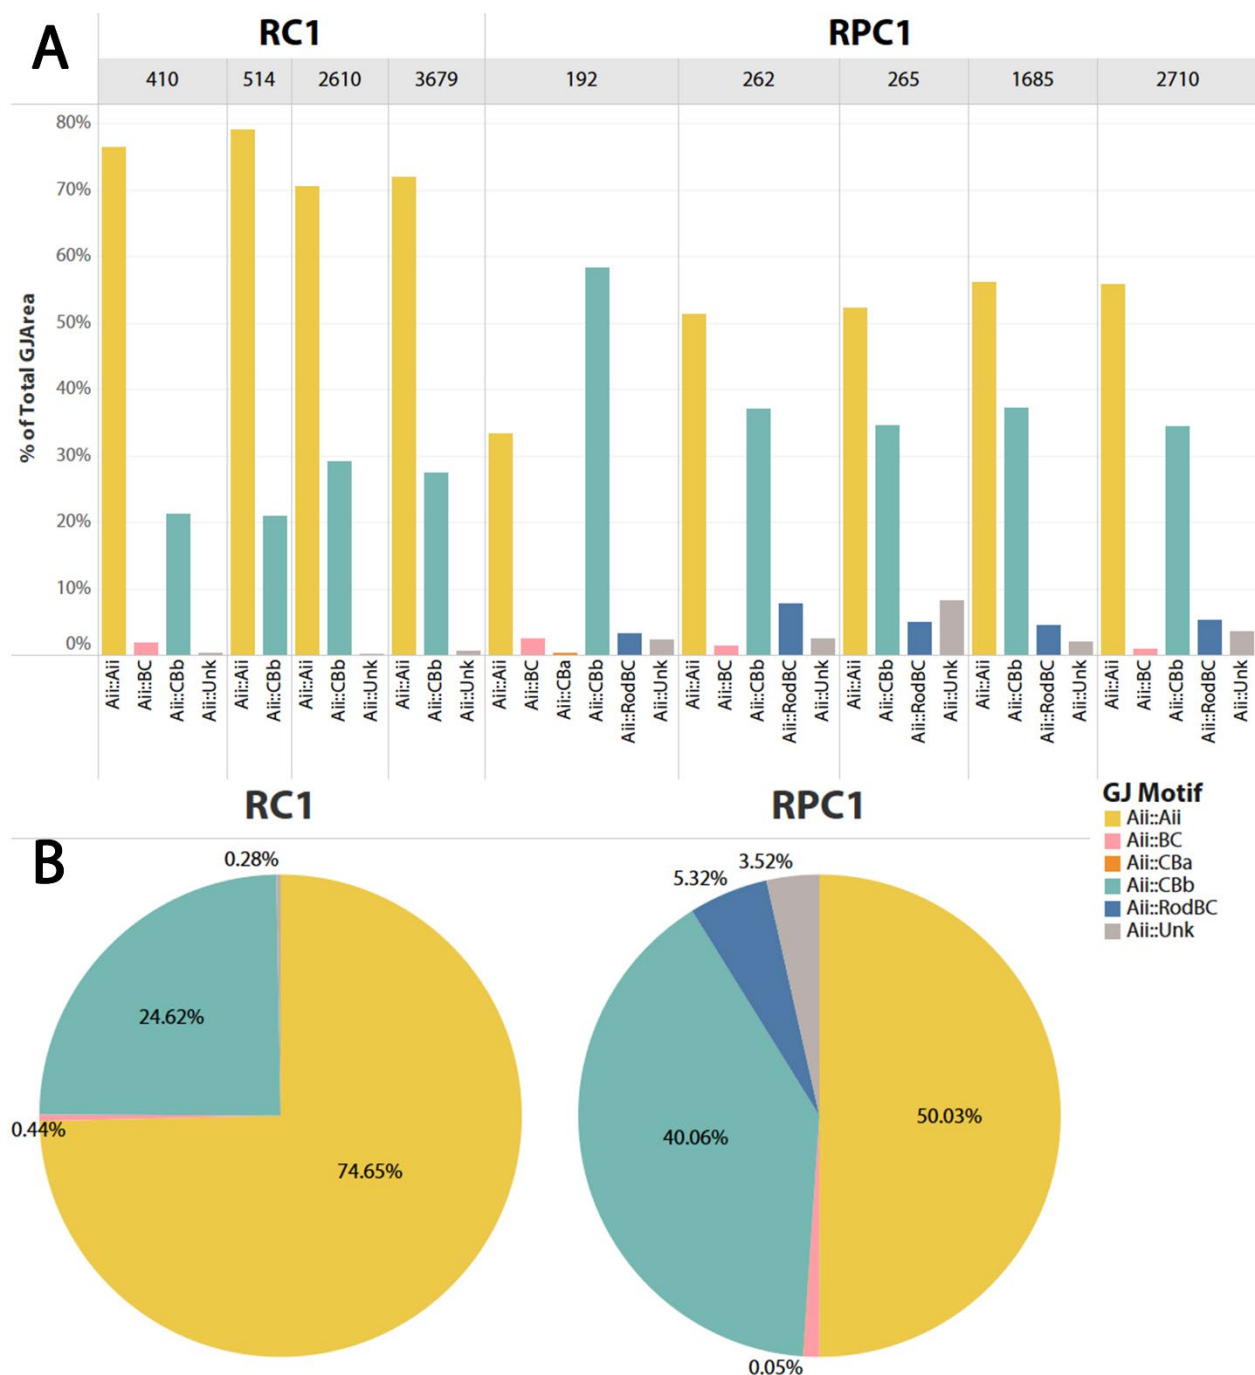 A
RC1 RPC1
410 514 2610 3679 192 262 265 1685 2710
% of Total GJArea
80%
70%
60%
50%
40%
30%
20%
10%
0%
Aii::Aii Aii::BC Aii::CBb Aii::Unk Aii::Aii Aii::CBb Aii::Aii Aii::CBb Aii::Unk Aii::Aii Aii::CBb Aii::Unk Aii::Aii Aii::BC Aii::CBa Aii::CBb Aii::RodBC Aii::Unk Aii::Aii Aii::BC Aii::CBb Aii::RodBC Aii::Unk Aii::Aii Aii::CBb Aii::RodBC Aii::Unk Aii::Aii Aii::CBb Aii::RodBC Aii::Unk Aii::Aii Aii::BC Aii::CBb Aii::RodBC Aii::Unk
RC1 RPC1
GJ Motif
Aii::Aii
Aii::BC
Aii::CBa
Aii::CBb
Aii::RodBC
Aii::Unk
B
0.28%
24.62%
0.44%
74.65%
3.52%
5.32%
50.03%
40.06%
0.05%